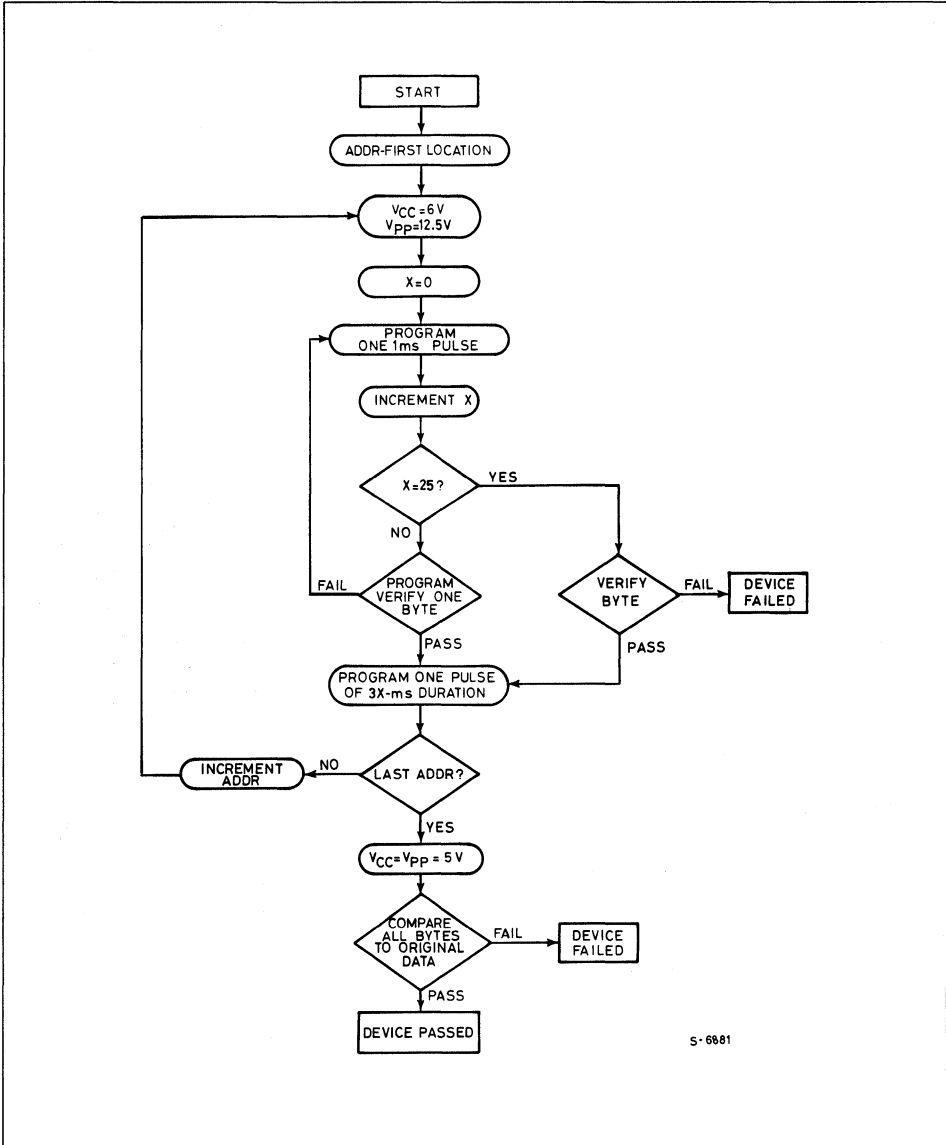 START
ADDR-FIRST LOCATION
VCC = 6 V
VPP=12.5V
X=0
PROGRAM
ONE 1ms PULSE
INCREMENT X
X=25?
YES
NO
PROGRAM
VERIFY ONE
BYTE
FAIL
VERIFY
BYTE
FAIL
DEVICE
FAILED
PASS
PASS
PROGRAM ONE PULSE
OF 3X-ms DURATION
LAST ADDR?
NO
INCREMENT
ADDR
YES
VCC=VPP = 5 V
COMPARE
ALL BYTES
TO ORIGINAL
DATA
FAIL
DEVICE
FAILED
PASS
DEVICE PASSED
S-6881